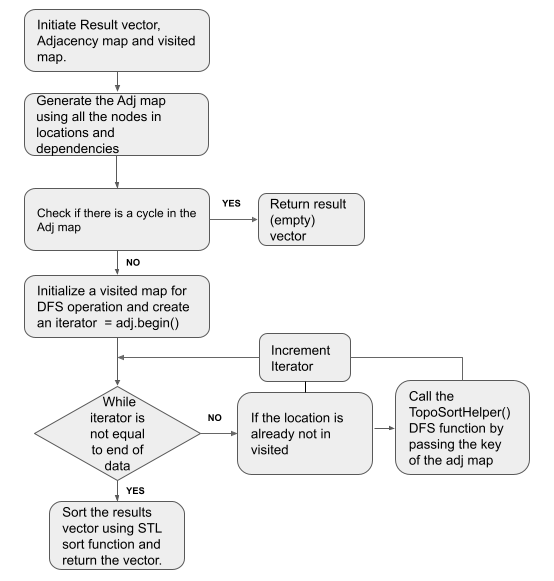 Initiate Result vector,
Adjacency map and visited
map.
Generate the Adj map
using all the nodes in
locations and
dependencies
Check if there is a cycle in the
Adj map
YES
Return result
(empty)
vector
NO
Initialize a visited map for
DFS operation and create
an iterator = adj.begin()
Increment
Iterator
While
iterator is
not equal
to end of
data
NO
If the location is
already not in
visited
Call the
TopoSortHelper()
DFS function by
passing the key
of the adj map
YES
Sort the results
vector using STL
sort function and
return the vector.